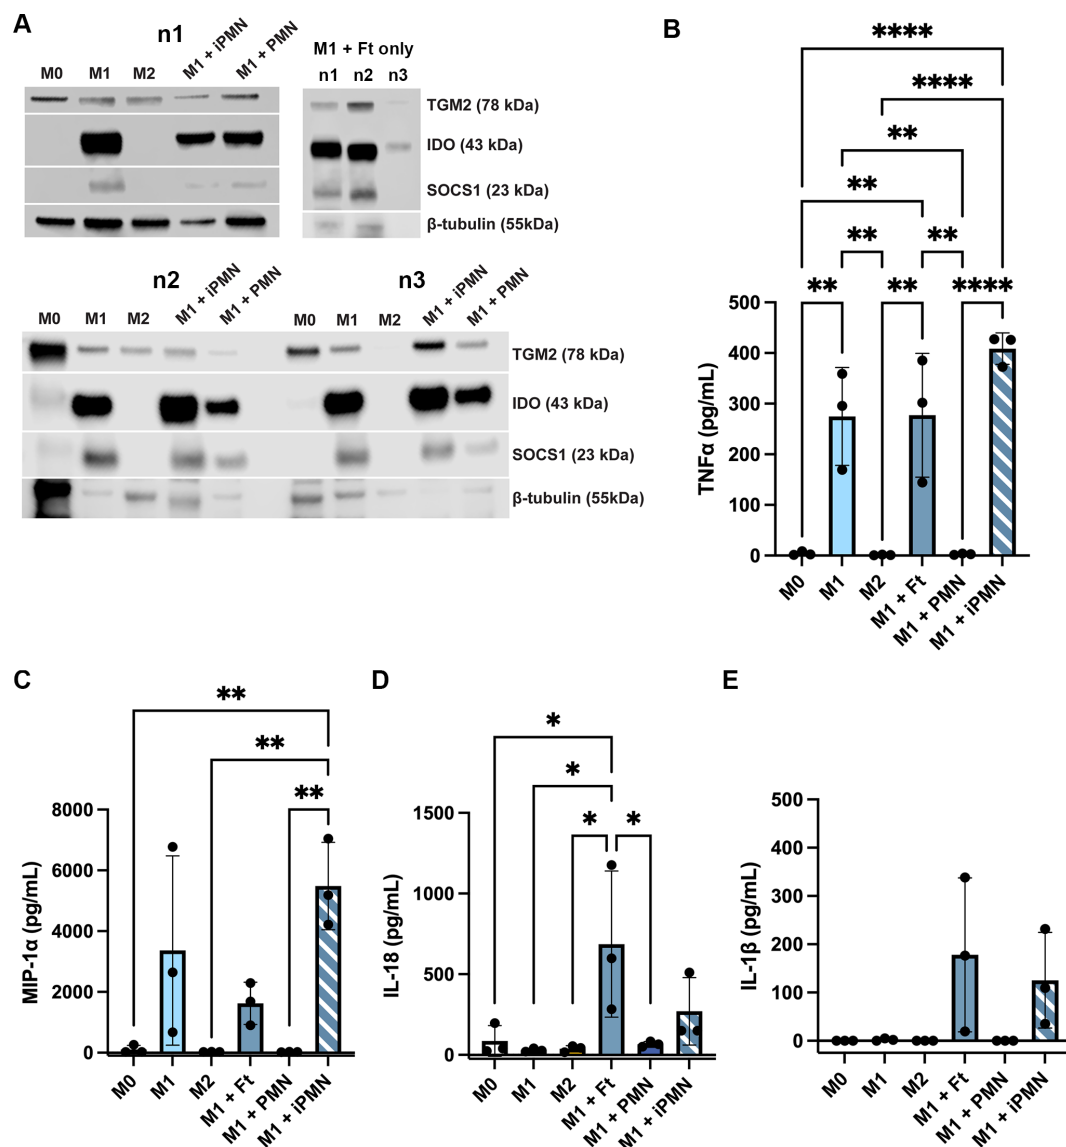 A
n1
M0 M1 M2 M1 + iPMN M1 + PMN
M1 + Ft only
n1 n2 n3
TGM2 (78 kDa)
IDO (43 kDa)
SOCS1 (23 kDa)
β-tubulin (55kDa)
n2 n3
M0 M1 M2 M1 + iPMN M1 + PMN M0 M1 M2 M1 + iPMN M1 + PMN
TGM2 (78 kDa)
IDO (43 kDa)
SOCS1 (23 kDa)
β-tubulin (55kDa)
B
****
****
**
**
** **
** ** ****
TNFα (pg/mL)
500
400
300
200
100
0
M0 M1 M2 M1 + Ft M1 + PMN M1 + iPMN
C
**
**
**
MIP-1α (pg/mL)
8000
6000
4000
2000
0
M0 M1 M2 M1 + Ft M1 + PMN M1 + iPMN
D
*
*
* *
IL-18 (pg/mL)
1500
1000
500
0
M0 M1 M2 M1 + Ft M1 + PMN M1 + iPMN
E
IL-1β (pg/mL)
500
400
300
200
100
0
M0 M1 M2 M1 + Ft M1 + PMN M1 + iPMN